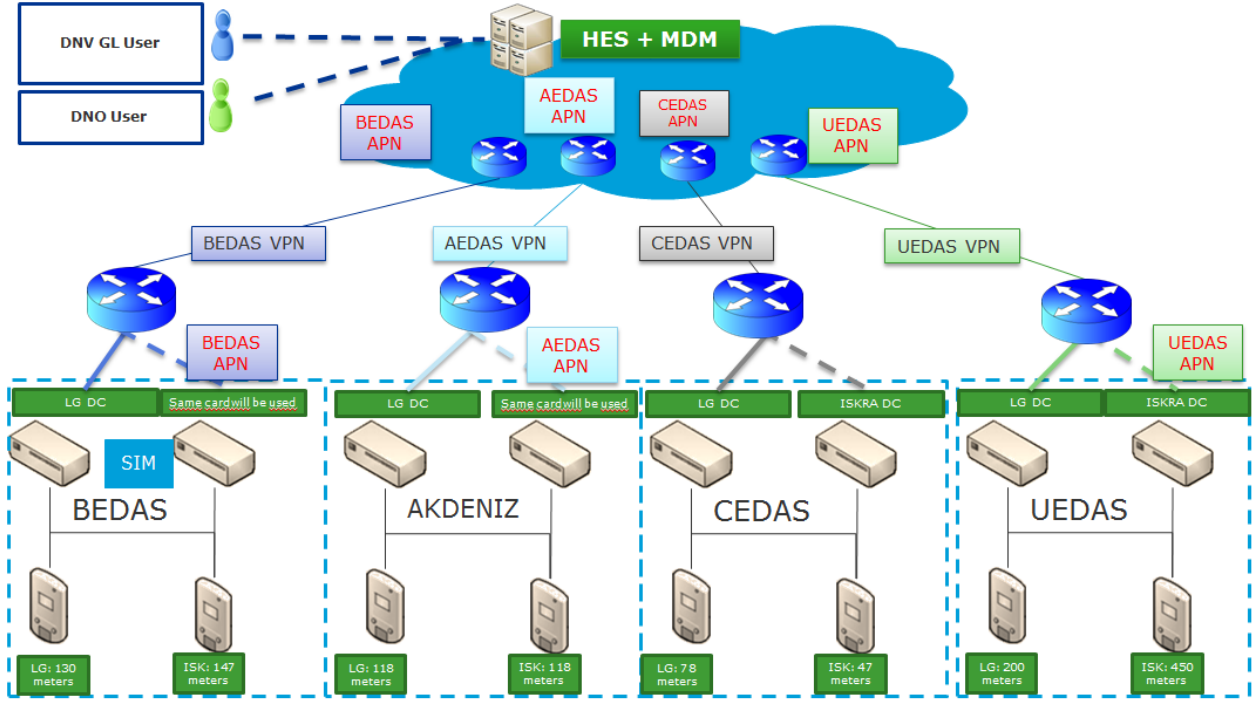 DNV GL User
DNO User
HES + MDM
BEDAS
APN
AEDAS
APN
CEDAS
APN
UEDAS
APN
BEDAS VPN
AEDAS VPN
CEDAS VPN
UEDAS VPN
BEDAS
APN
AEDAS
APN
UEDAS
APN
LG DC
Same card will be used
LG DC
Same card will be used
LG DC
ISKRA DC
LG DC
ISKRA DC
SIM
BEDAS
AKDENIZ
CEDAS
UEDAS
LG: 130
meters
ISK: 147
meters
LG: 118
meters
ISK: 118
meters
LG: 78
meters
ISK: 47
meters
LG: 200
meters
ISK: 450
meters